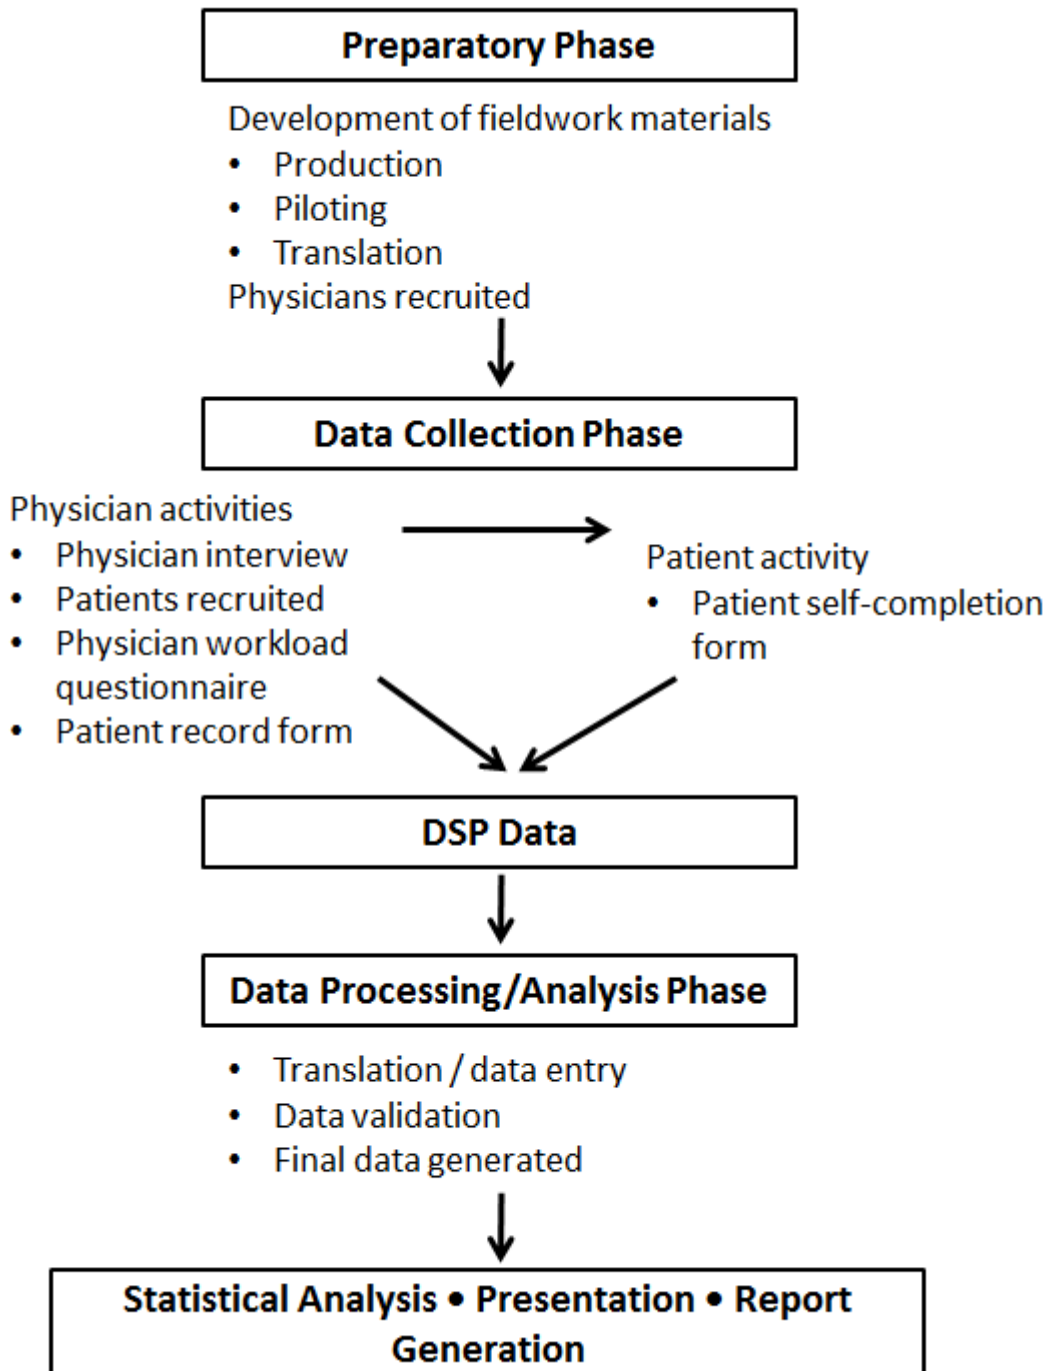 Preparatory Phase
Development of fieldwork materials
• Production
• Piloting
• Translation
Physicians recruited
Data Collection Phase
Physician activities
• Physician interview
• Patients recruited
• Physician workload
questionnaire
• Patient record form
Patient activity
• Patient self-completion
form
DSP Data
Data Processing/Analysis Phase
• Translation / data entry
• Data validation
• Final data generated
Statistical Analysis • Presentation • Report
Generation